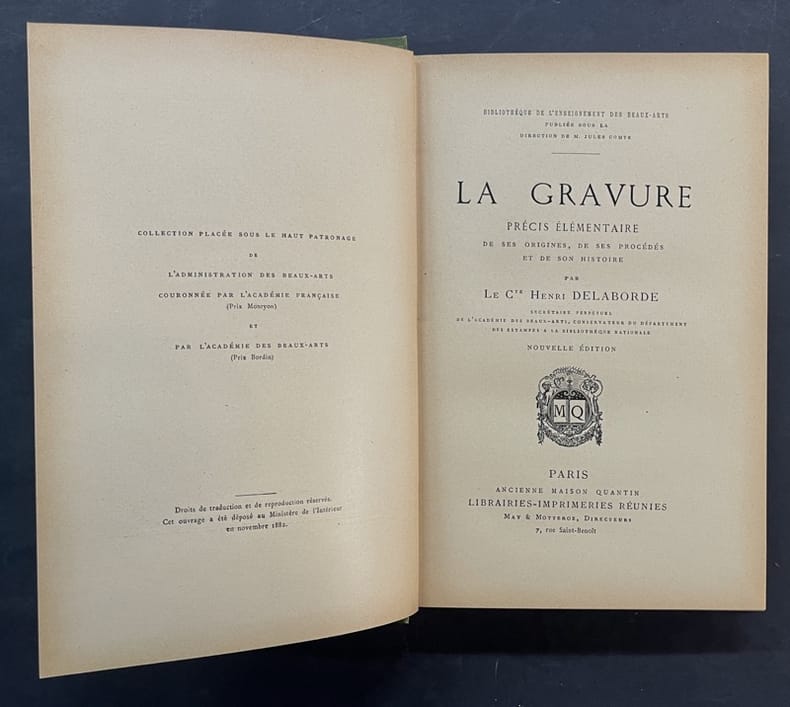 COLLECTION PLACÉE SOUS LE HAUT PATRONAGE
DE
L'ADMINISTRATION DES BEAUX-ARTS
COURONNÉE PAR L'ACADÉMIE FRANÇAISE
(Prix Montyon)
ET
PAR L'ACADÉMIE DES BEAUX-ARTS
(Prix Bordin)
Droits de traduction et de reproduction réservés.
Cet ouvrage a été déposé au Ministère de l'Intérieur
en novembre 1882.
BIBLIOTHÈQUE DE L'ENSEIGNEMENT DES BEAUX-ARTS
PUBLIÉE SOUS LA
DIRECTION DE M. JULES COMTE
LA GRAVURE
PRÉCIS ÉLÉMENTAIRE
DE SES ORIGINES, DE SES PROCÉDÉS
ET DE SON HISTOIRE
PAR
LE Cᵀᴱ HENRI DELABORDE
SECRÉTAIRE PERPÉTUEL
DE L'ACADÉMIE DES BEAUX-ARTS, CONSERVATEUR DU DÉPARTEMENT
DES ESTAMPES A LA BIBLIOTHÈQUE NATIONALE
NOUVELLE ÉDITION
M Q
PARIS
ANCIENNE MAISON QUANTIN
LIBRAIRIES-IMPRIMERIES RÉUNIES
MAY & MOTTEROZ, DIRECTEURS
7, rue Saint-Benoît